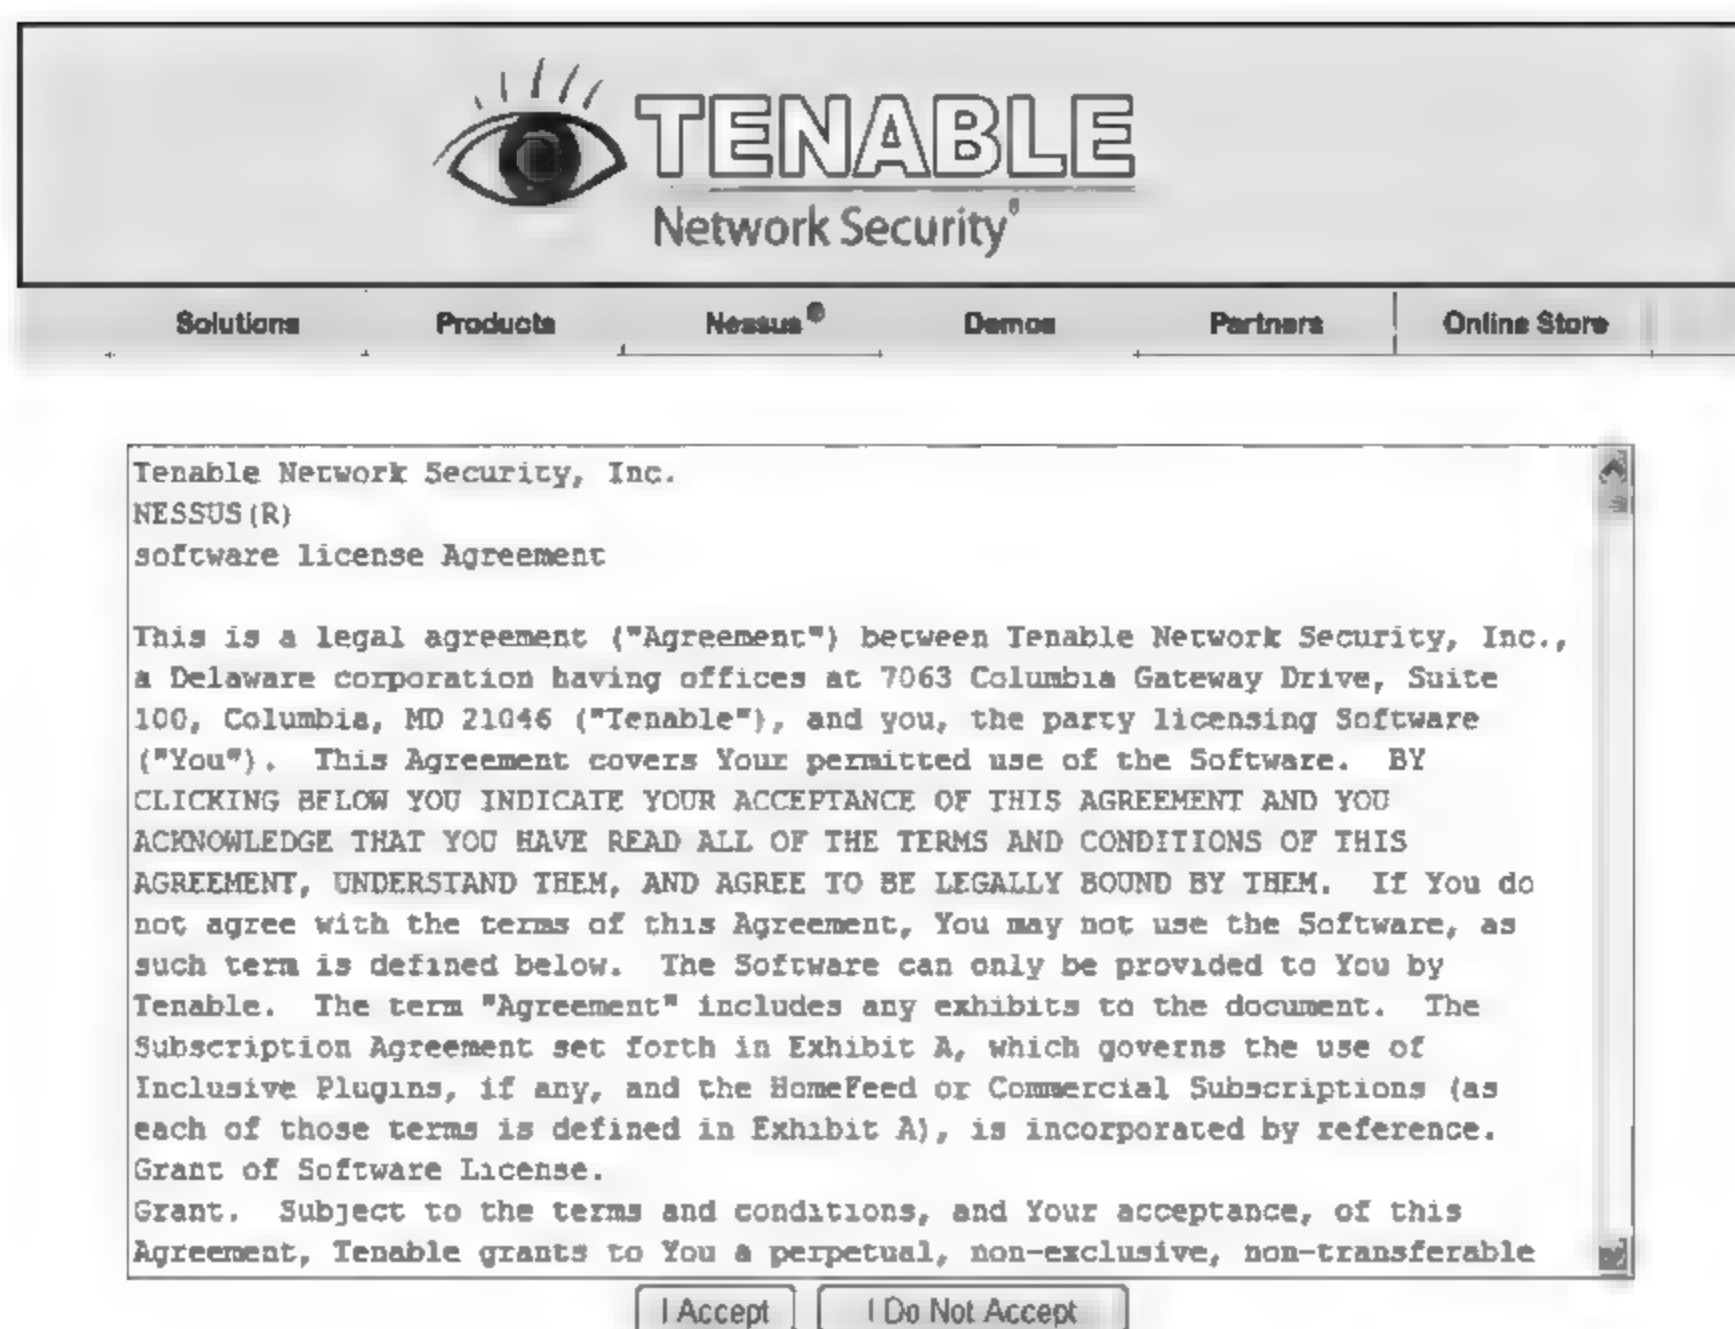 TENABLE
Network Security®
Solutions Products Nessus® Demos Partners Online Store
Tenable Network Security, Inc.
NESSUS(R)
software license Agreement
This is a legal agreement ("Agreement") between Tenable Network Security, Inc.,
a Delaware corporation having offices at 7063 Columbia Gateway Drive, Suite
100, Columbia, MD 21046 ("Tenable"), and you, the party licensing Software
("You").  This Agreement covers Your permitted use of the Software.  BY
CLICKING BELOW YOU INDICATE YOUR ACCEPTANCE OF THIS AGREEMENT AND YOU
ACKNOWLEDGE THAT YOU HAVE READ ALL OF THE TERMS AND CONDITIONS OF THIS
AGREEMENT, UNDERSTAND THEM, AND AGREE TO BE LEGALLY BOUND BY THEM.  If You do
not agree with the terms of this Agreement, You may not use the Software, as
such term is defined below.  The Software can only be provided to You by
Tenable.  The term "Agreement" includes any exhibits to the document.  The
Subscription Agreement set forth in Exhibit A, which governs the use of
Inclusive Plugins, if any, and the HomeFeed or Commercial Subscriptions (as
each of those terms is defined in Exhibit A), is incorporated by reference.
Grant of Software License.
Grant.  Subject to the terms and conditions, and Your acceptance, of this
Agreement, Tenable grants to You a perpetual, non-exclusive, non-transferable
I Accept I Do Not Accept